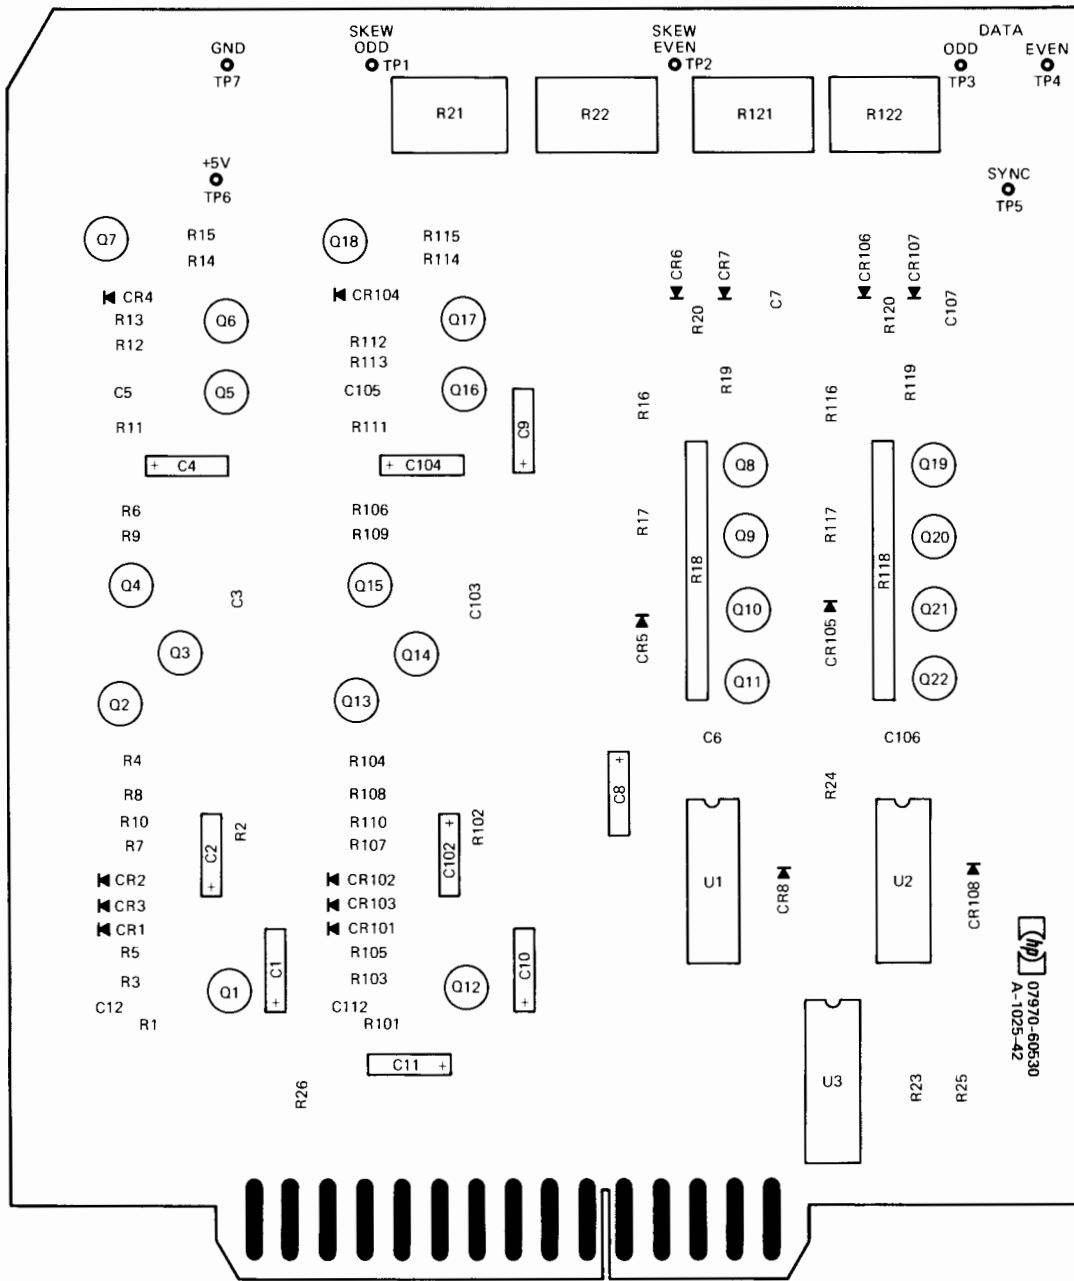 GND
TP7
SKEW
ODD
TP1
SKEW
EVEN
TP2
DATA
ODD
TP3
EVEN
TP4
R21
R22
R121
R122
+5V
TP6
SYNC
TP5
Q7
R15
R14
Q18
R115
R114
CR6
CR7
C7
CR106
CR107
C107
CR4
R13
R12
Q6
CR104
R112
R113
Q17
R20
R120
C5
Q5
C105
Q16
C9
+
R16
R19
R116
R119
R11
R111
+ C4
+ C104
Q8
Q19
R6
R9
R106
R109
R17
R18
Q9
R117
R118
Q20
Q4
C3
Q15
C103
Q3
Q14
CR5
Q10
CR105
Q21
Q2
Q13
Q11
Q22
R4
R104
C6
C106
R8
R108
C8
+
R24
R10
R7
C2
+
R2
R110
R107
C102
+
R102
U1
CR8
U2
CR108
CR2
CR3
CR1
CR102
CR103
CR101
R5
R3
C12
R1
Q1
C1
+
R105
R103
C112
R101
Q12
C10
+
hp
07970-60530
A-1025-42
C11 +
R26
U3
R23
R25